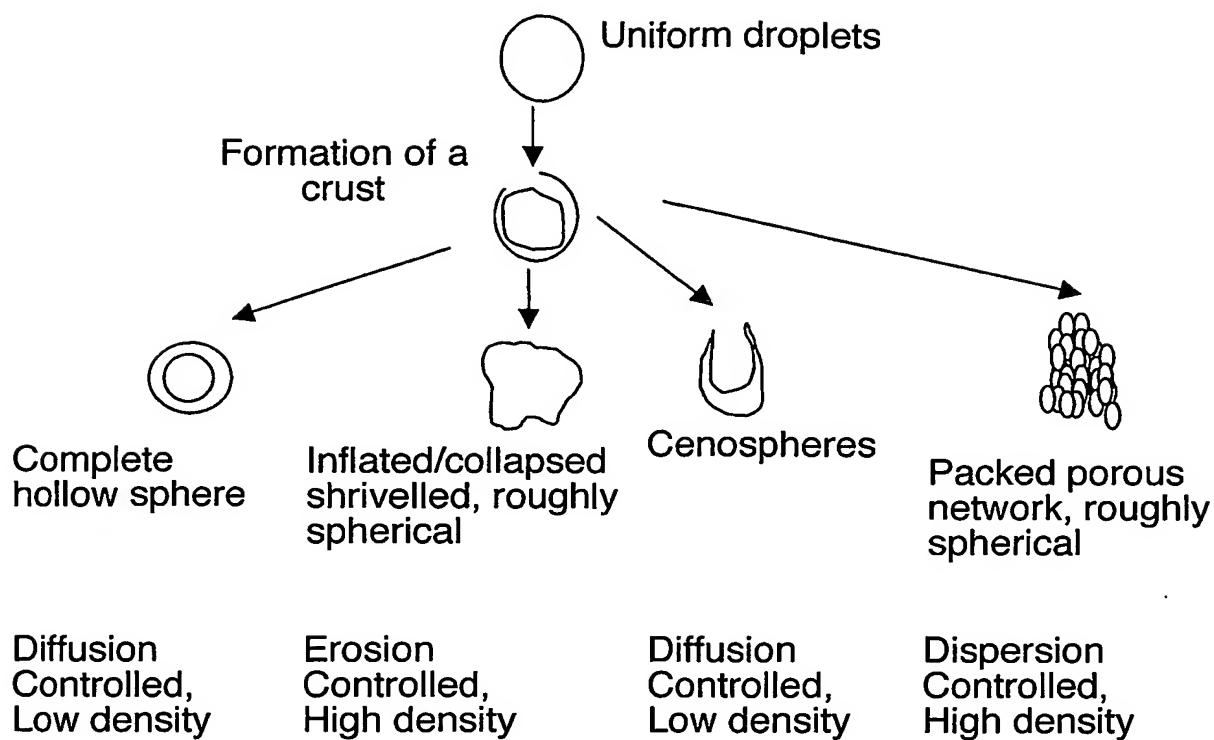 Uniform droplets
Formation of a
crust
Complete
hollow sphere
Inflated/collapsed
shrivelled, roughly
spherical
Cenospheres
Packed porous
network, roughly
spherical
Diffusion
Controlled,
Low density
Erosion
Controlled,
High density
Diffusion
Controlled,
Low density
Dispersion
Controlled,
High density